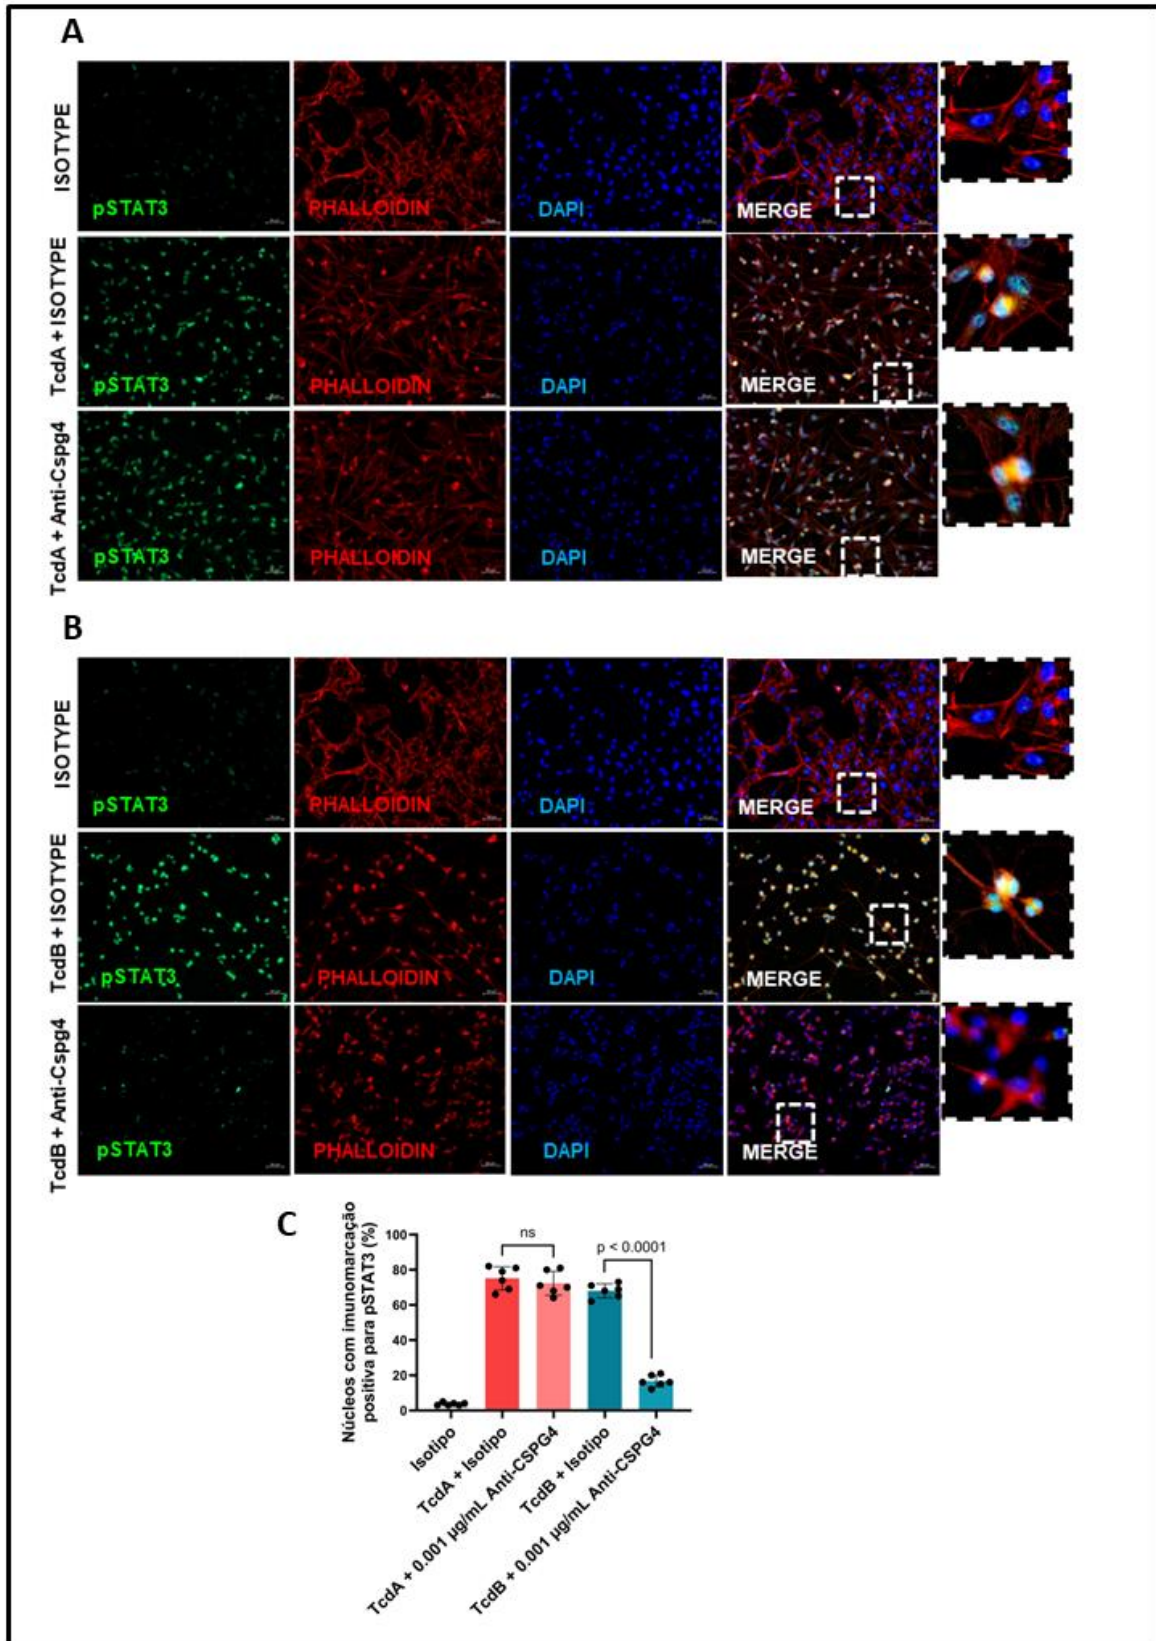 A
ISOTYPE
pSTAT3
PHALLOIDIN
DAPI
MERGE
TcdA + ISOTYPE
pSTAT3
PHALLOIDIN
DAPI
MERGE
TcdA + Anti-Cspg4
pSTAT3
PHALLOIDIN
DAPI
MERGE
B
ISOTYPE
pSTAT3
PHALLOIDIN
DAPI
MERGE
TcdB + ISOTYPE
pSTAT3
PHALLOIDIN
DAPI
MERGE
TcdB + Anti-Cspg4
pSTAT3
PHALLOIDIN
DAPI
MERGE
C
Núcleos com imunomarcação
positiva para pSTAT3 (%)
100
80
60
40
20
0
ns
p < 0.0001
Isotipo
TcdA + Isotipo
TcdA + 0.001 µg/mL Anti-CSPG4
TcdB + Isotipo
TcdB + 0.001 µg/mL Anti-CSPG4